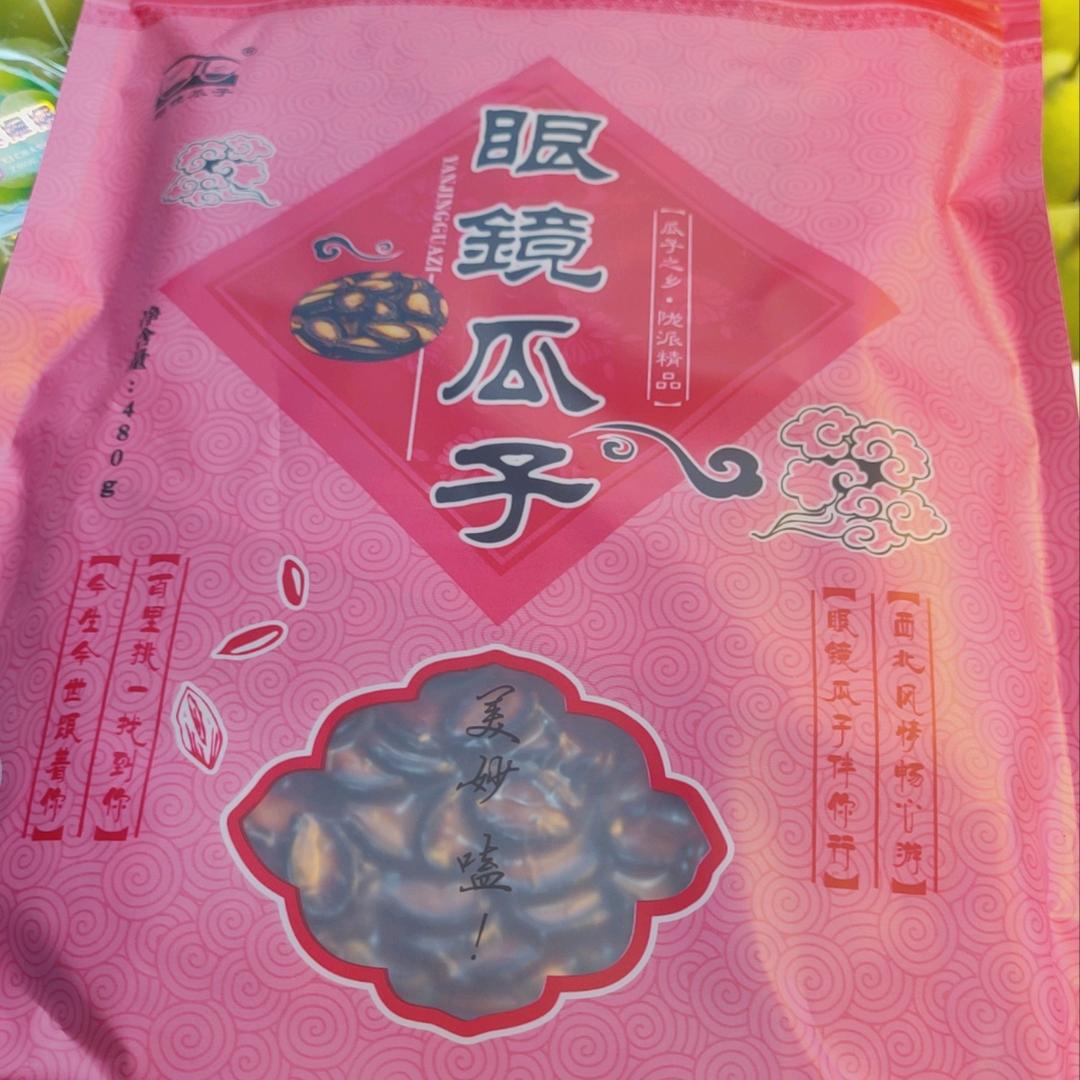 眼鏡瓜子
YANJINGGUAZI
【瓜子之乡·陇派精品】
净含量:480g
【百里挑一找到你】
【今生今世跟着你】
【西北风情畅心游】
【眼镜瓜子伴你行】
美妙嗑!